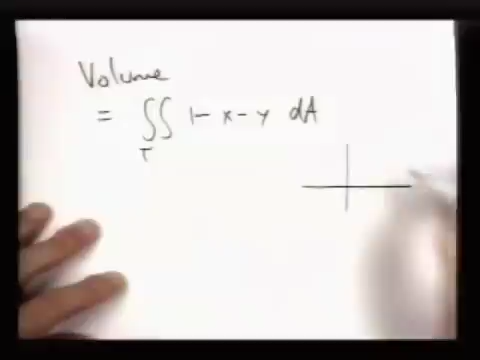 Volume
= ∬ 1 - x - y dA
T